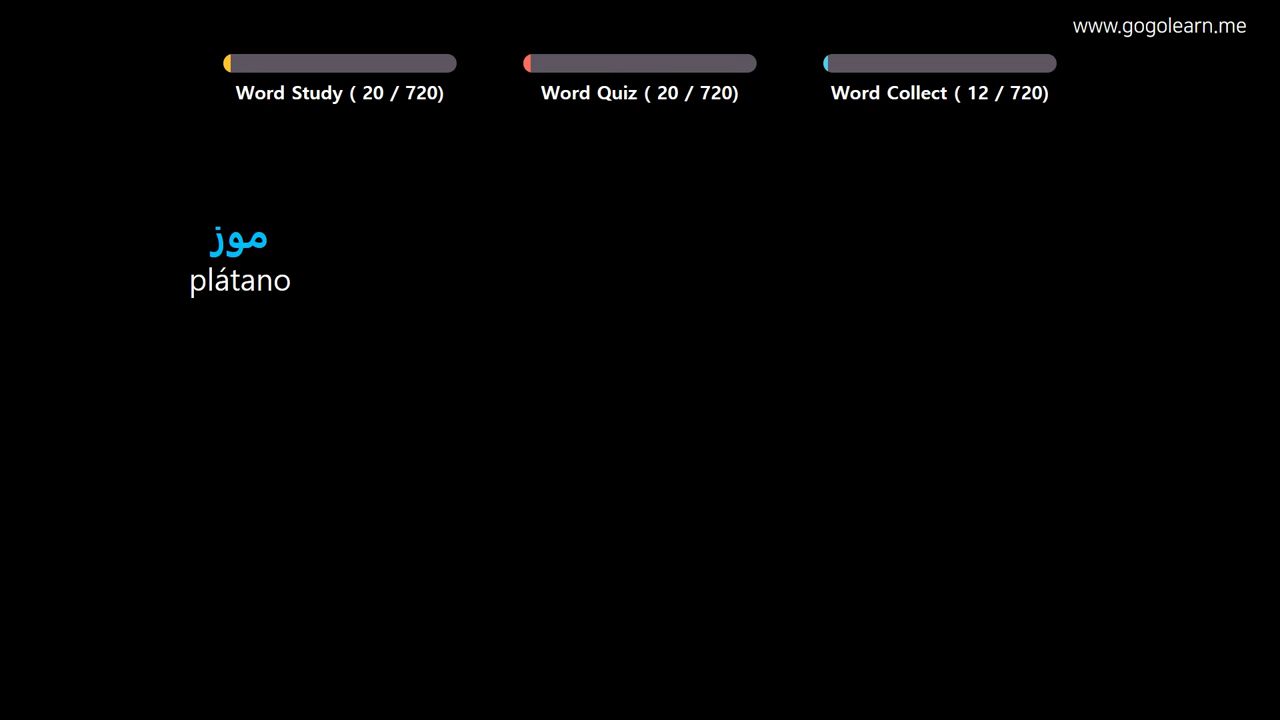 www.gogolearn.me
Word Study ( 20 / 720)
Word Quiz ( 20 / 720)
Word Collect ( 12 / 720)
موز
plátano